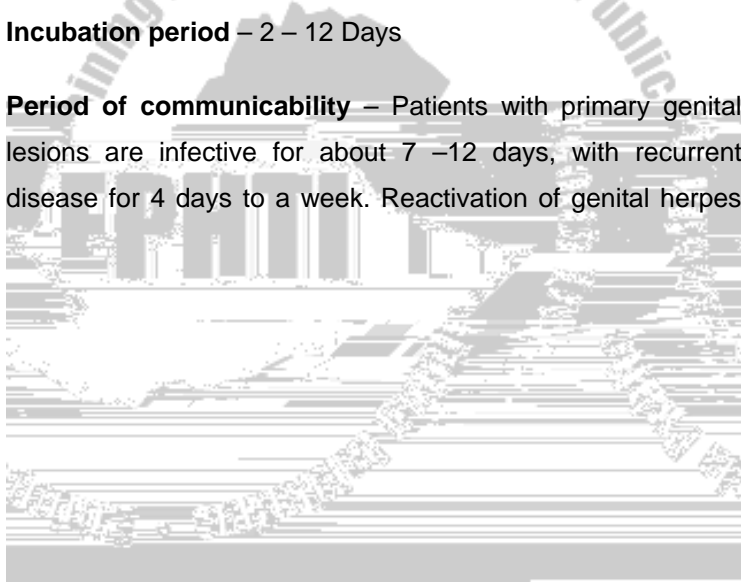 Incubation period – 2 – 12 Days
Period of communicability – Patients with primary genital
lesions are infective for about 7 –12 days, with recurrent
disease for 4 days to a week. Reactivation of genital herpes
EPHTI